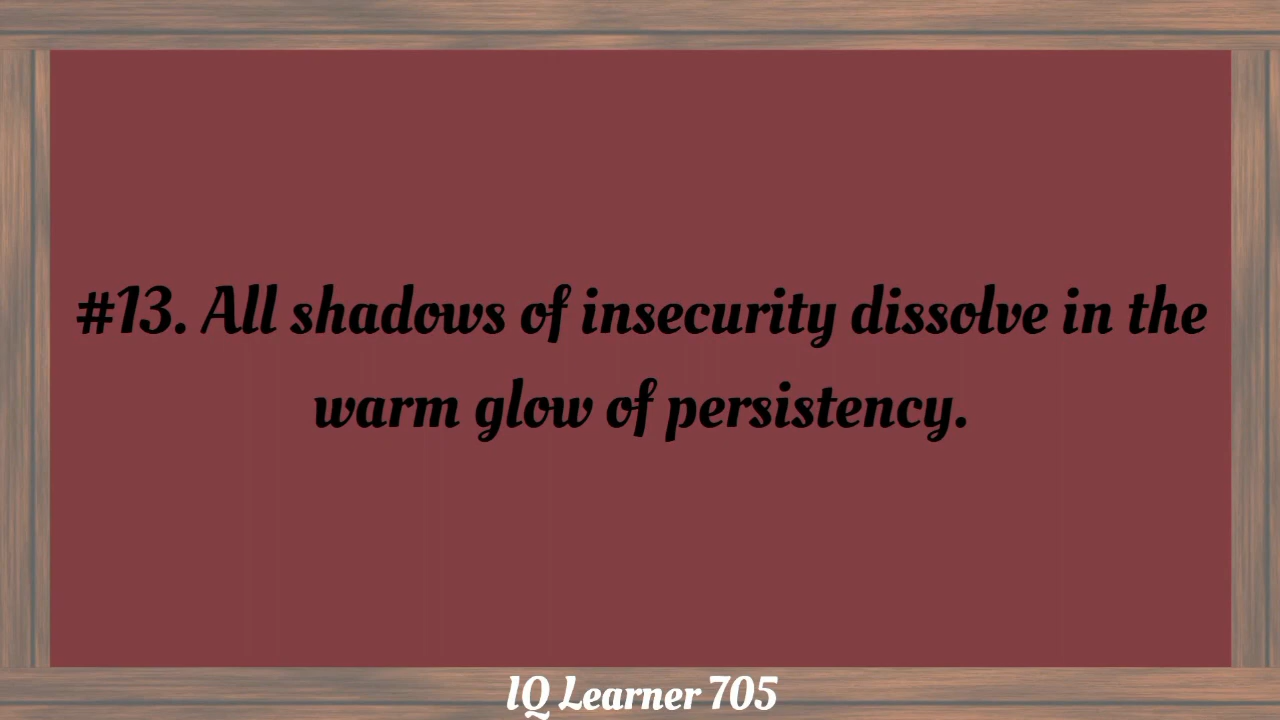 #13. All shadows of insecurity dissolve in the
warm glow of persistency.
IQ Learner 705